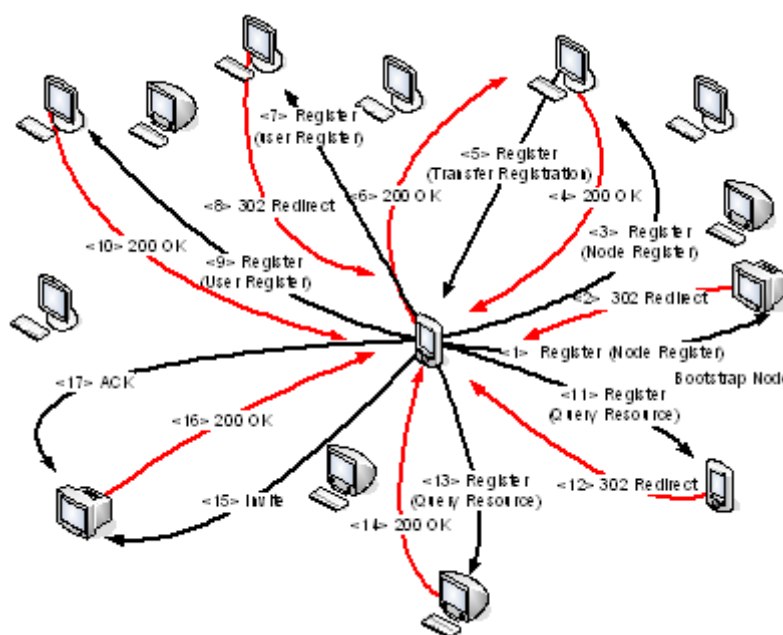 <7> Register
(user Register)
<5> Register
(Transfer Registration)
<8> 302 Redirect
<6> 200 OK
<4> 200 OK
<10> 200 OK
<9> Register
(User Register)
<3> Register
(Node Register)
<2> 302 Redirect
<1> Register (Node Register)
Bootstrap Node
<17> ACK
<11> Register
(Query Resource)
<16> 200 OK
<13> Register
(Query Resource)
<12> 302 Redirect
<15> Invite
<14> 200 OK